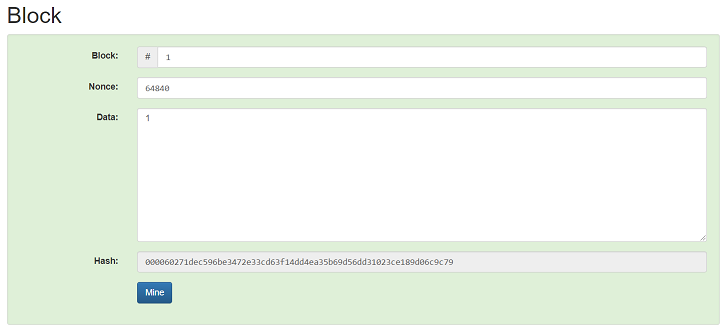 Block
Block: # 1
Nonce: 64840
Data: 1
Hash: 000060271dec596be3472e33cd63f14dd4ea35b69d56dd31023ce189d06c9c79
Mine